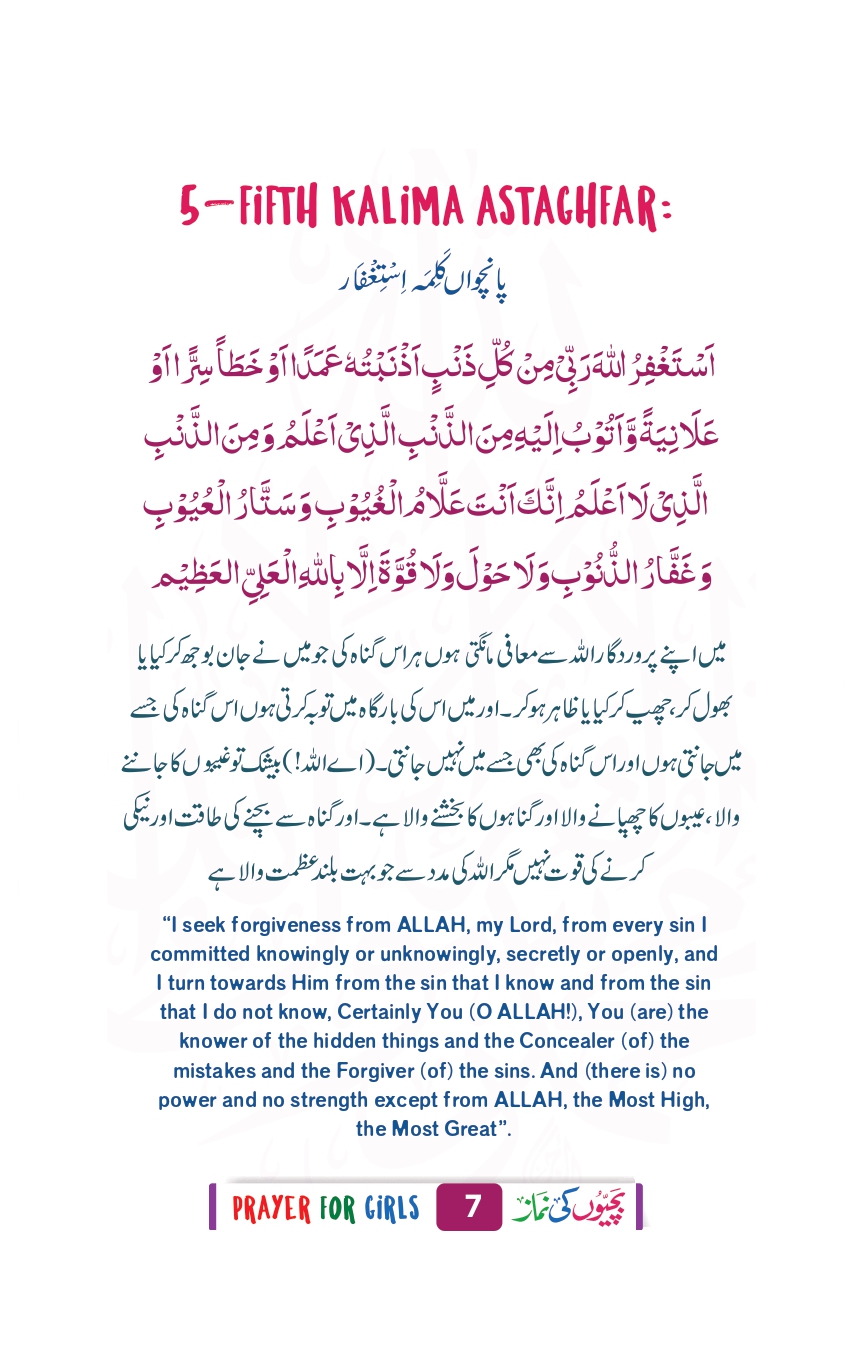 5–FIFTH KALIMA ASTAGHFAR:
پانچواں کَلِمَہ اِسْتِغْفَار
اَسْتَغْفِرُ اللهَ رَبِّیْ مِنْ كُلِّ ذَنْۢبٍ اَذْنَبْتُهٗ عَمَدًا اَوْ خَطَأً سِرًّا اَوْ
عَلَانِيَةً وَّاَتُوْبُ اِلَيْهِ مِنَ الذَّنْۢبِ الَّذِیْ اَعْلَمُ وَمِنَ الذَّنْۢبِ
الَّذِیْ لَا اَعْلَمُ اِنَّكَ اَنْتَ عَلَّامُ الْغُيُوْبِ وَسَتَّارُ الْعُيُوْبِ
وَغَفَّارُ الذُّنُوْبِ وَلَا حَوْلَ وَلَا قُوَّةَ اِلَّا بِاللهِ الْعَلِیِّ الْعَظِيْم
میں اپنے پروردگار اللہ سے معافی مانگتی ہوں ہر اس گناہ کی جو میں نے جان بوجھ کر کیا یا
بھول کر، چھپ کر کیا یا ظاہر ہو کر۔ اور میں اس کی بارگاہ میں توبہ کرتی ہوں اس گناہ کی جسے
میں جانتی ہوں اور اس گناہ کی بھی جسے میں نہیں جانتی۔ (اے اللہ!) بیشک تو غیبوں کا جاننے
والا، عیبوں کا چھپانے والا اور گناہوں کا بخشنے والا ہے۔ اور گناہ سے بچنے کی طاقت اور نیکی
کرنے کی قوت نہیں مگر اللہ کی مدد سے جو بہت بلند عظمت والا ہے
“I seek forgiveness from ALLAH, my Lord, from every sin I
committed knowingly or unknowingly, secretly or openly, and
I turn towards Him from the sin that I know and from the sin
that I do not know, Certainly You (O ALLAH!), You (are) the
knower of the hidden things and the Concealer (of) the
mistakes and the Forgiver (of) the sins. And (there is) no
power and no strength except from ALLAH, the Most High,
the Most Great”.
PRAYER FOR GIRLS 7 بچیّوں کی نماز